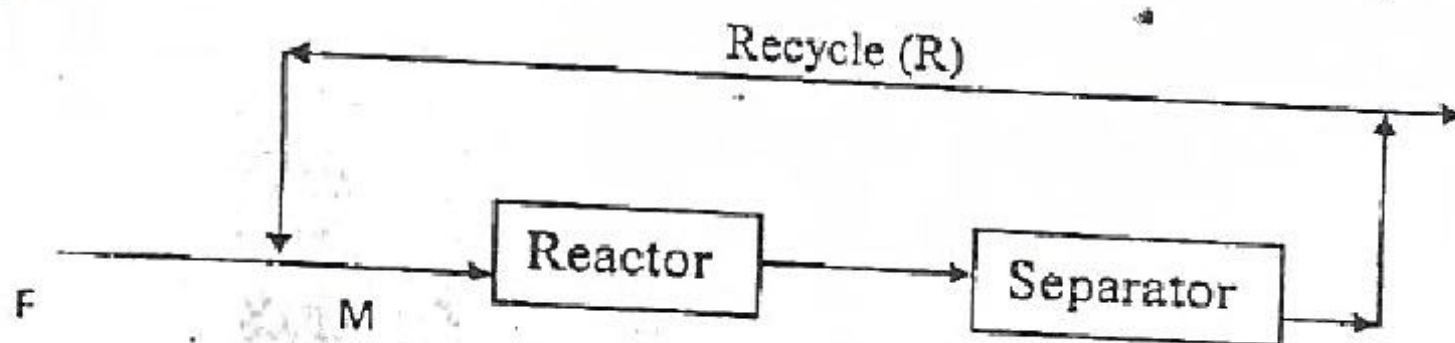 Recycle (R)
Reactor
Separator
F
M